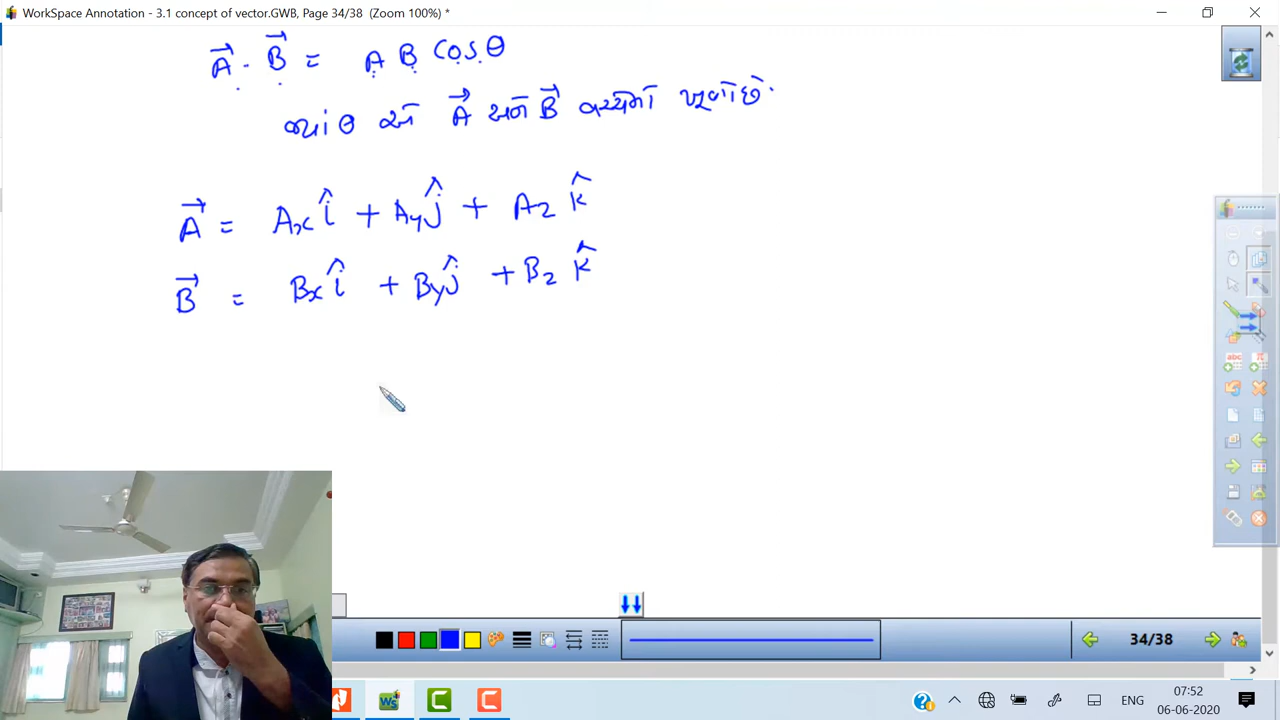 WorkSpace Annotation - 3.1 concept of vector.GWB, Page 34/38 (Zoom 100%) *
A⃗ · B⃗ = A B cosθ
જ્યાં θ એ A⃗ અને B⃗ વચ્ચેનો ખૂણો છે.
A⃗ = Ax î + Ay ĵ + Az k̂
B⃗ = Bx î + By ĵ + Bz k̂
34/38
ENG
07:52
06-06-2020